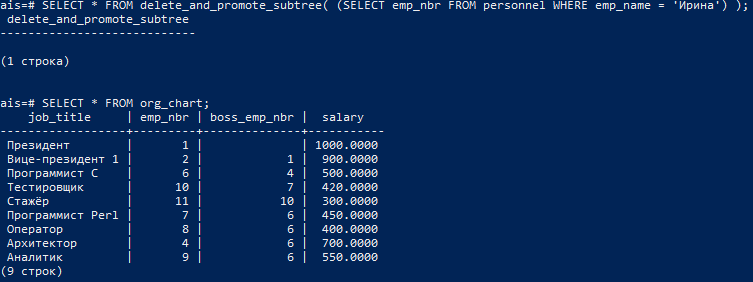 ais=# SELECT * FROM delete_and_promote_subtree( (SELECT emp_nbr FROM personnel WHERE emp_name = 'Ирина') );
 delete_and_promote_subtree
----------------------------

(1 строка)

ais=# SELECT * FROM org_chart;
    job_title     | emp_nbr | boss_emp_nbr |  salary
------------------+---------+--------------+-----------
 Президент        |       1 |              | 1000.0000
 Вице-президент 1 |       2 |            1 |  900.0000
 Программист С    |       6 |            4 |  500.0000
 Тестировщик      |      10 |            7 |  420.0000
 Стажёр           |      11 |           10 |  300.0000
 Программист Perl |       7 |            6 |  450.0000
 Оператор         |       8 |            6 |  400.0000
 Архитектор       |       4 |            6 |  700.0000
 Аналитик         |       9 |            6 |  550.0000
(9 строк)